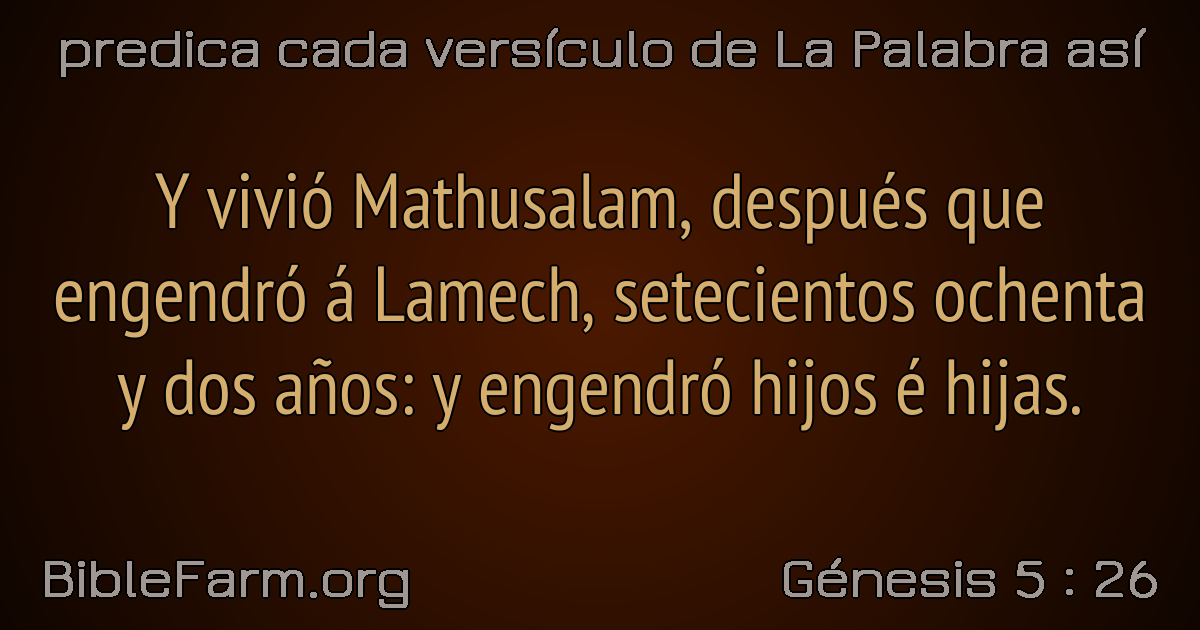 predica cada versículo de La Palabra así
Y vivió Mathusalam, después que
engendró á Lamech, setecientos ochenta
y dos años: y engendró hijos é hijas.
BibleFarm.org
Génesis 5 : 26